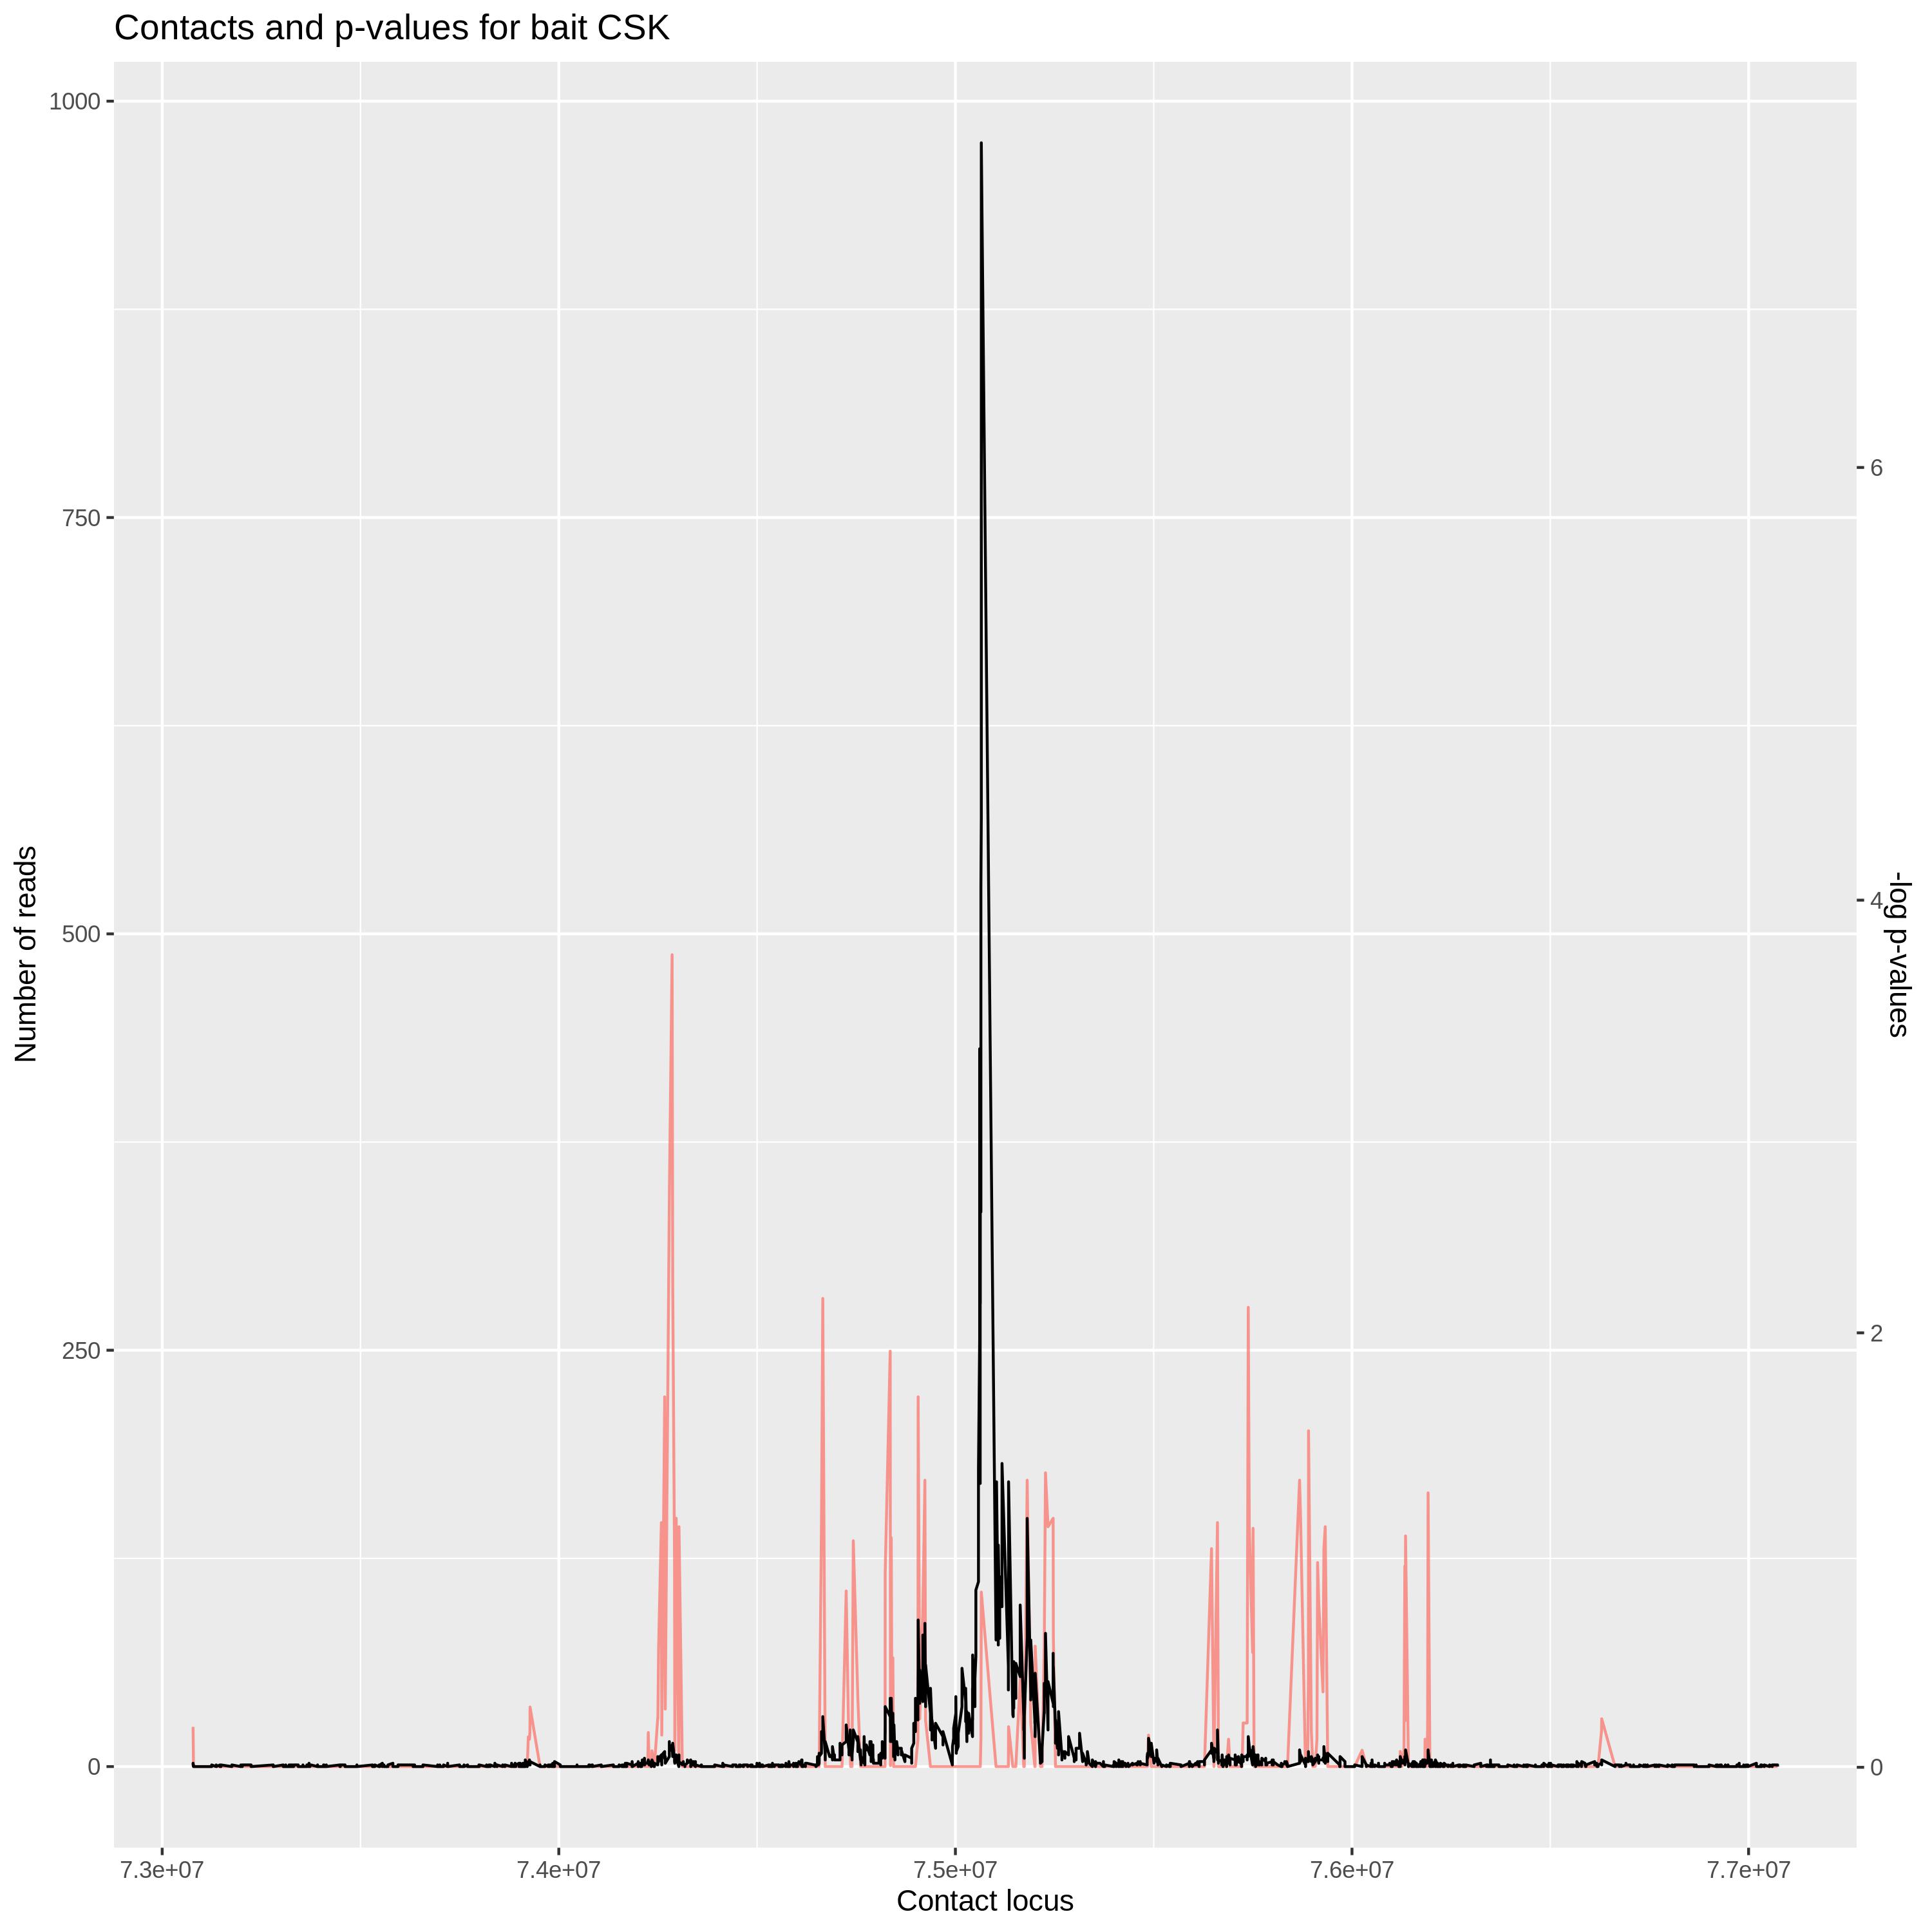 Contacts and p-values for bait CSK
1000
750
500
250
0
Number of reads
6
4
2
0
-log p-values
7.3e+07
7.4e+07
7.5e+07
7.6e+07
7.7e+07
Contact locus